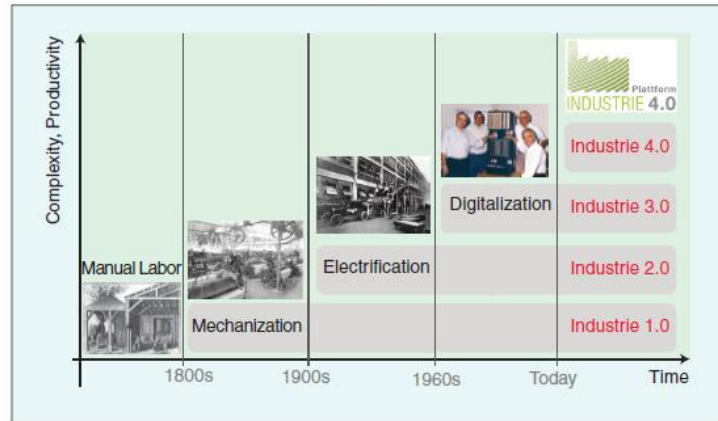 Complexity, Productivity
Plattform
INDUSTRIE 4.0
Industrie 4.0
Digitalization
Industrie 3.0
Manual Labor
Electrification
Industrie 2.0
Mechanization
Industrie 1.0
1800s
1900s
1960s
Today
Time